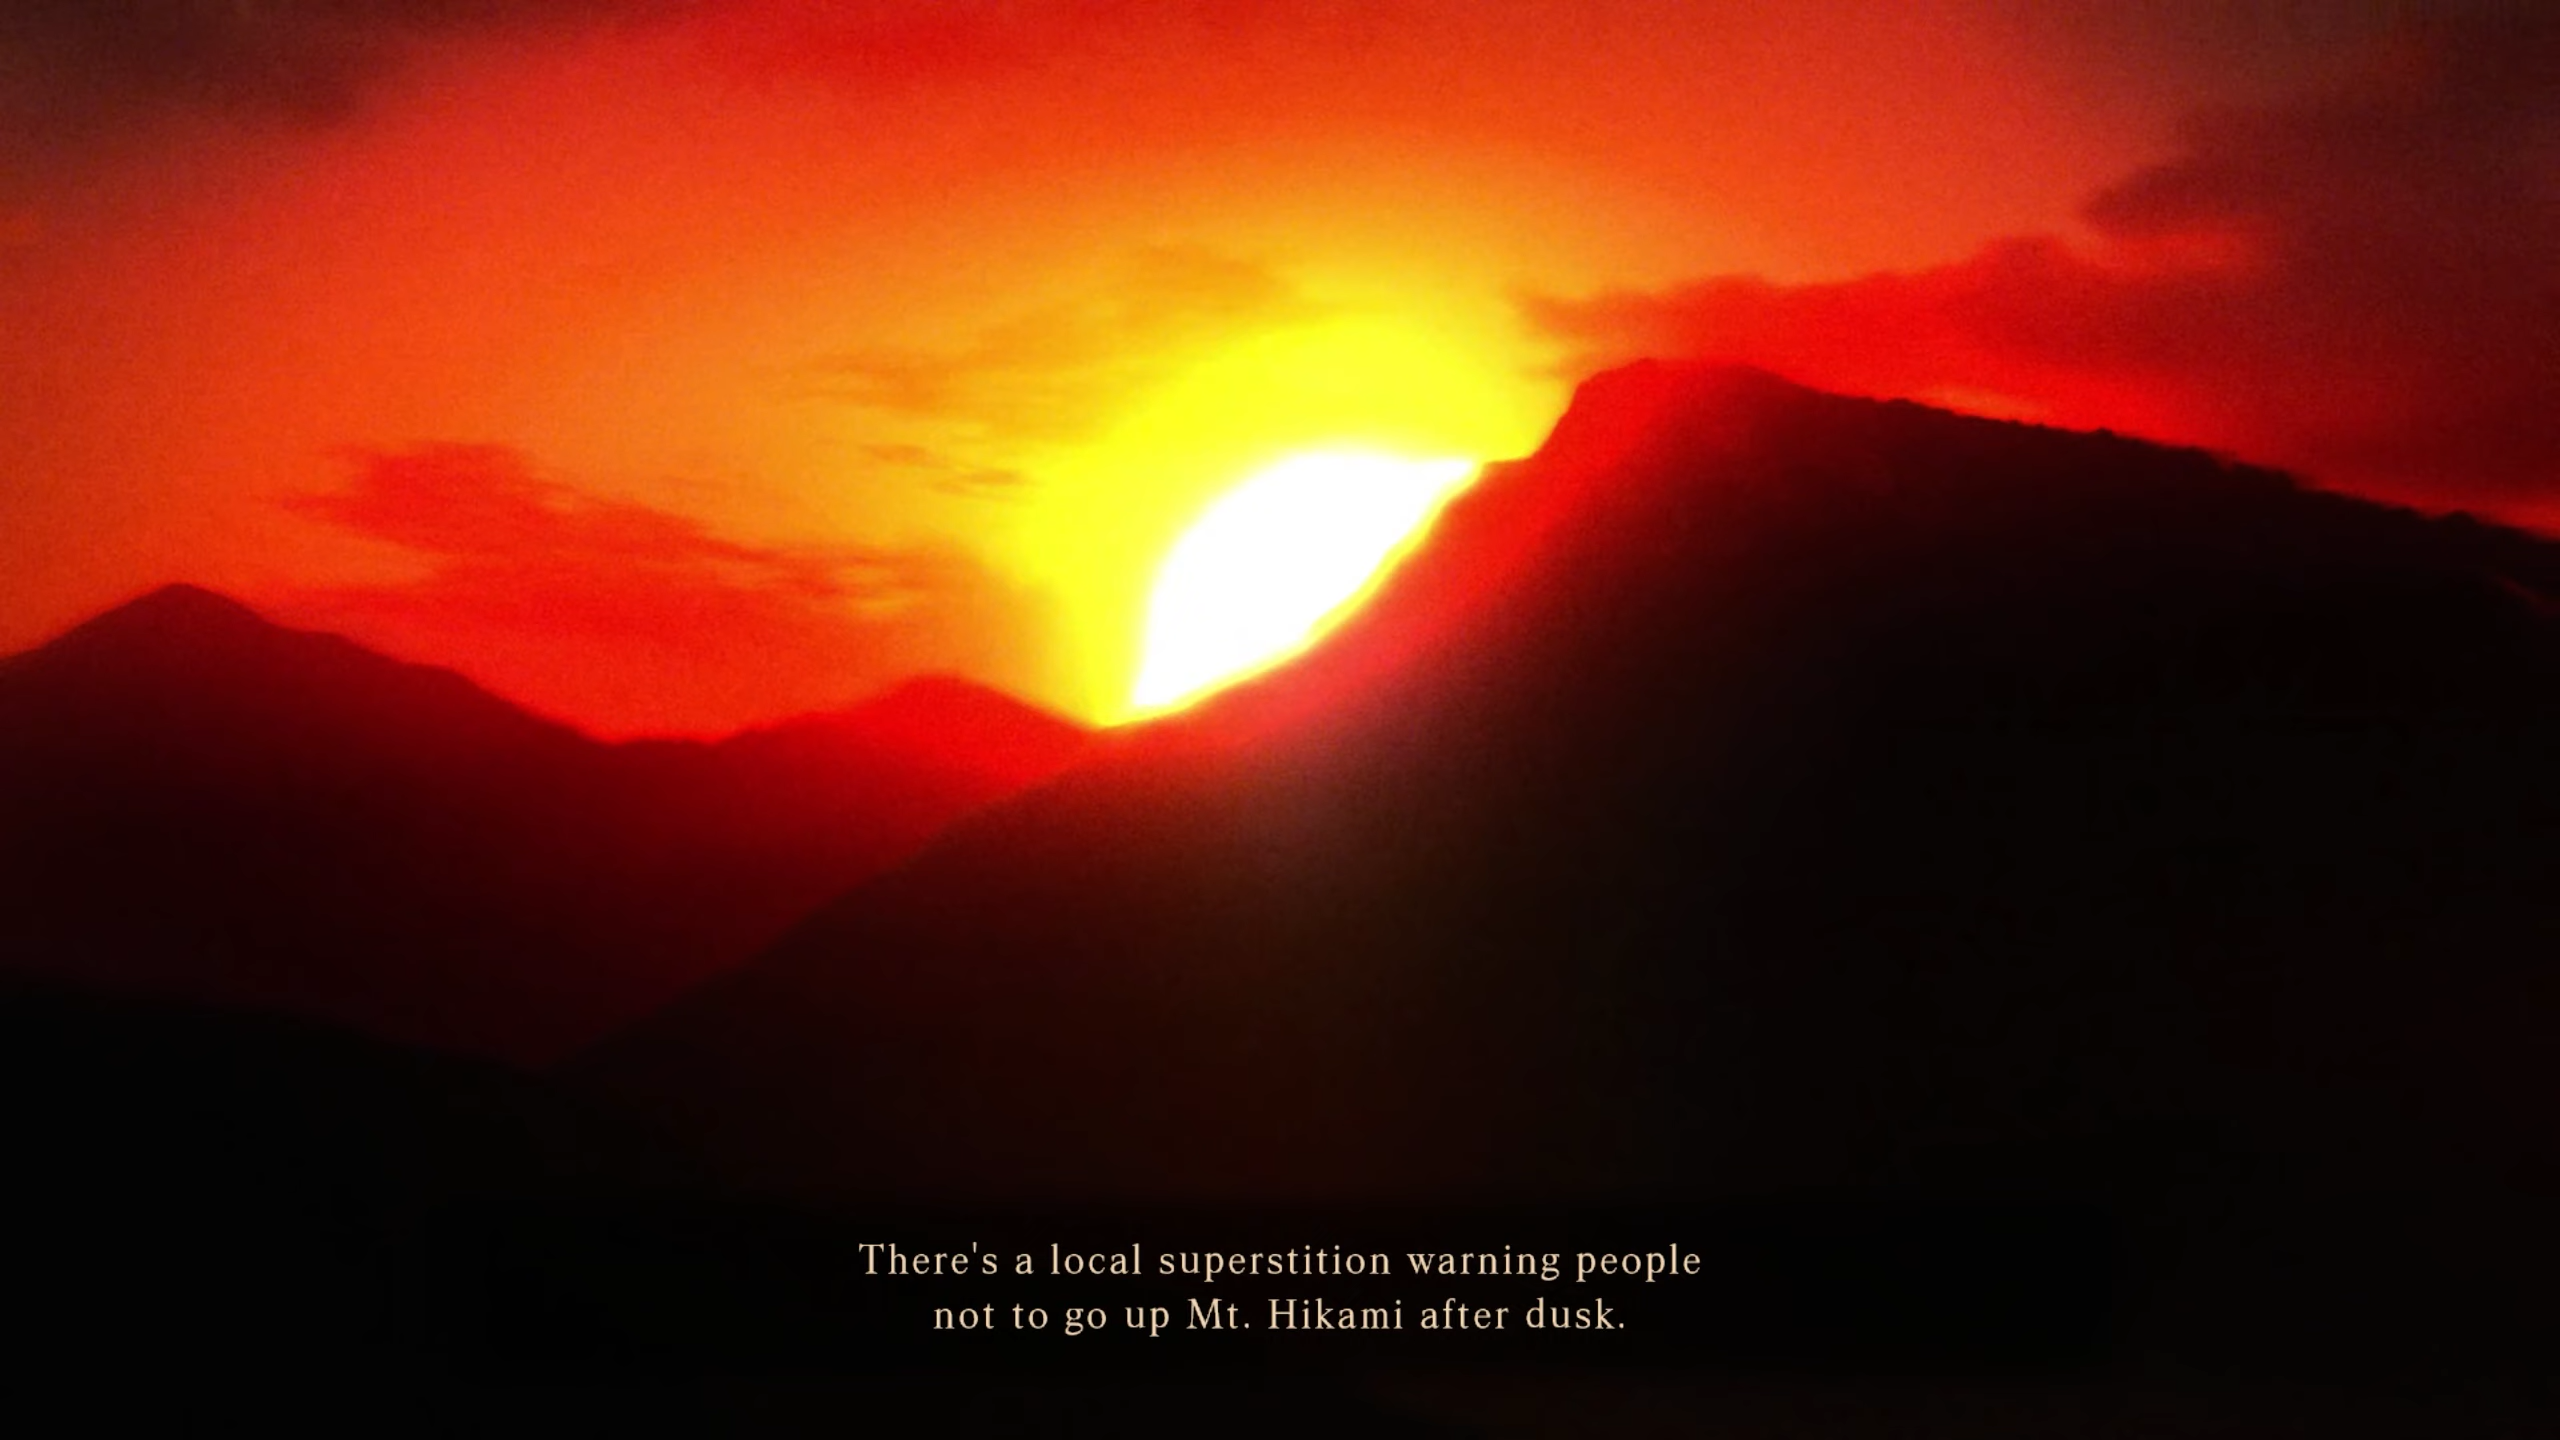 There's a local superstition warning people
not to go up Mt. Hikami after dusk.